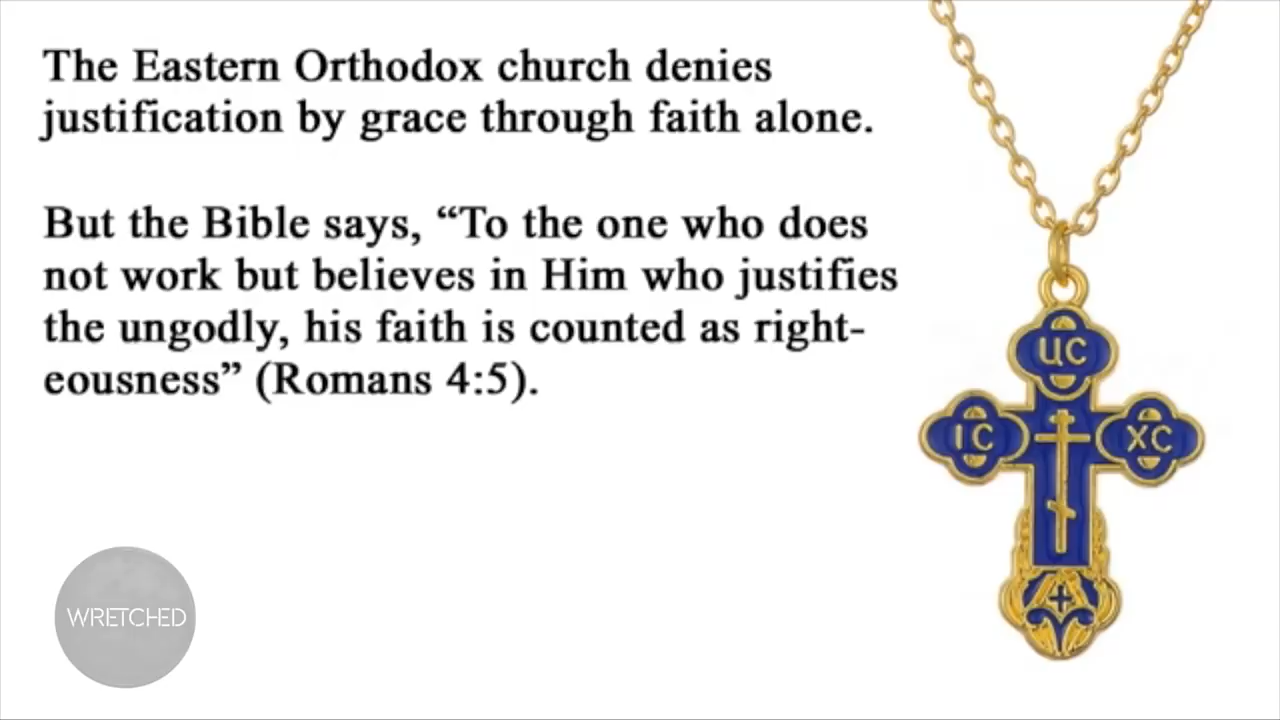 The Eastern Orthodox church denies
justification by grace through faith alone.
But the Bible says, “To the one who does
not work but believes in Him who justifies
the ungodly, his faith is counted as right-
eousness” (Romans 4:5).
ЦС
IC
XC
WRETCHED